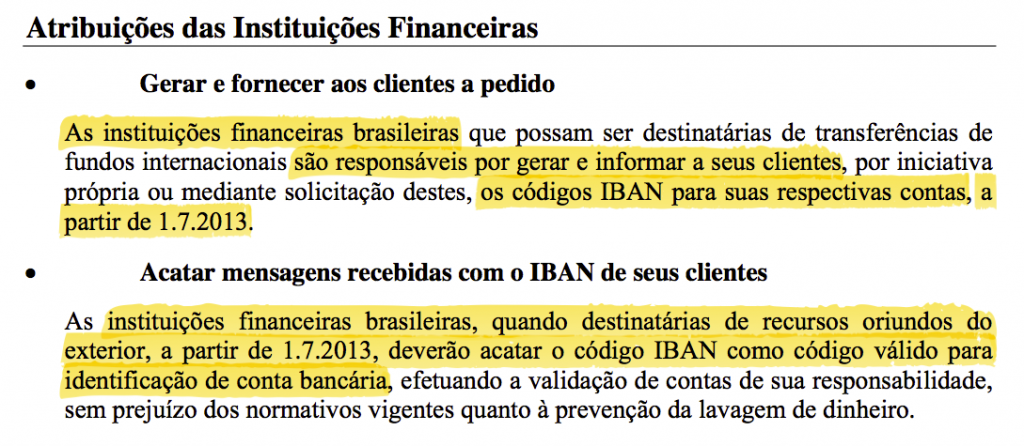 Atribuições das Instituições Financeiras
• Gerar e fornecer aos clientes a pedido
As instituições financeiras brasileiras que possam ser destinatárias de transferências de
fundos internacionais são responsáveis por gerar e informar a seus clientes, por iniciativa
própria ou mediante solicitação destes, os códigos IBAN para suas respectivas contas, a
partir de 1.7.2013.
• Acatar mensagens recebidas com o IBAN de seus clientes
As instituições financeiras brasileiras, quando destinatárias de recursos oriundos do
exterior, a partir de 1.7.2013, deverão acatar o código IBAN como código válido para
identificação de conta bancária, efetuando a validação de contas de sua responsabilidade,
sem prejuízo dos normativos vigentes quanto à prevenção da lavagem de dinheiro.